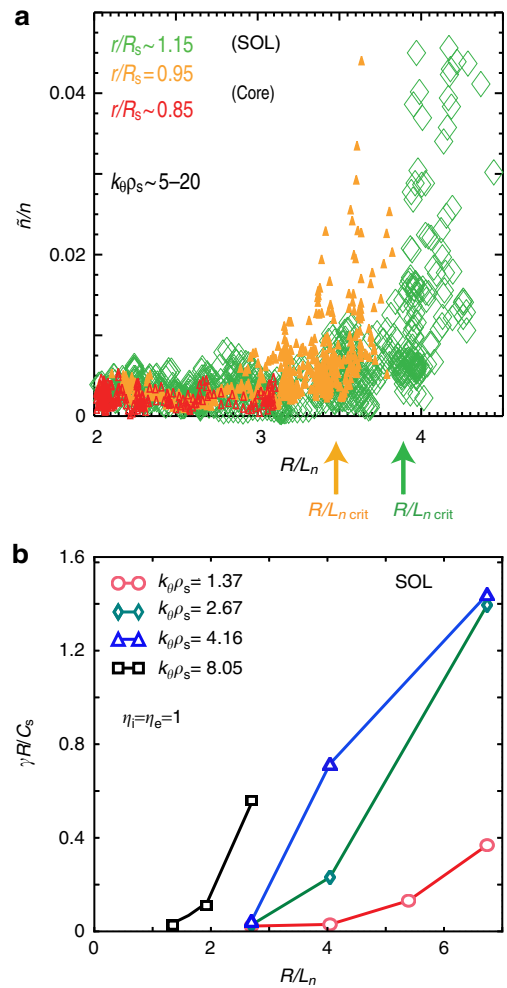 a
r/Rs~1.15 (SOL)
r/Rs=0.95
(Core)
r/Rs~0.85
kθρs~5–20
ñ/n
0.04
0.02
0
2 3 4
R/Ln
R/Ln crit R/Ln crit
b
1.6
1.2
0.8
0.4
0
kθρs= 1.37 SOL
kθρs= 2.67
kθρs= 4.16
kθρs= 8.05
ηi=ηe=1
γR/Cs
0 2 4 6
R/Ln